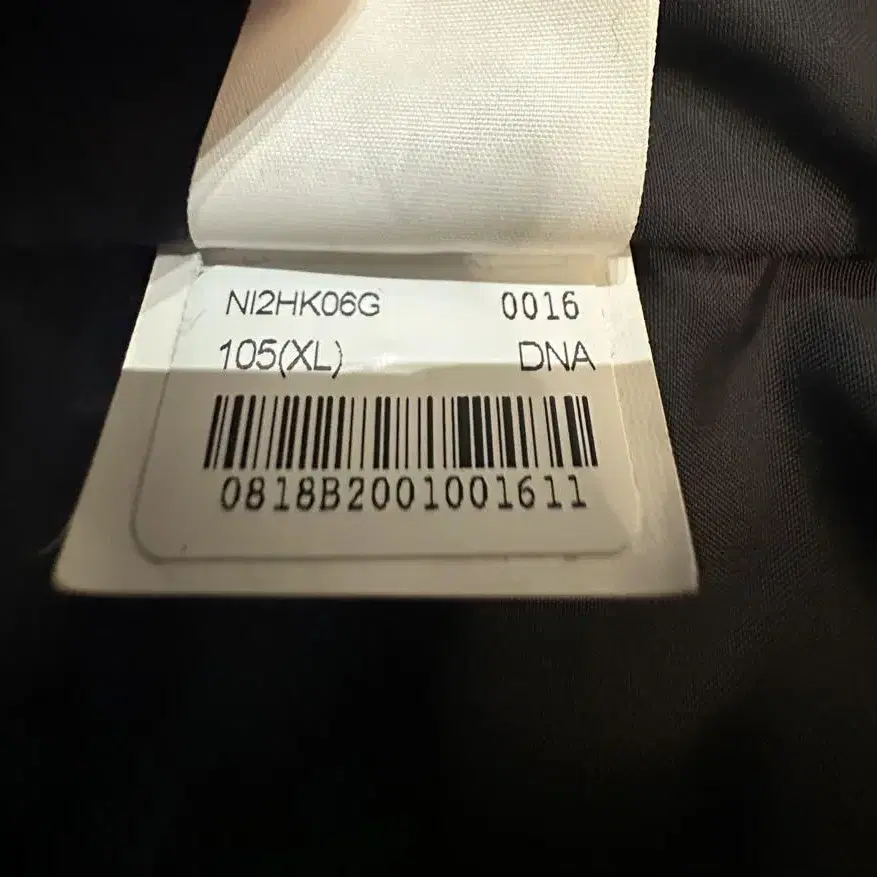 NI2HK06G 0016
105(XL) DNA
0818B2001001611